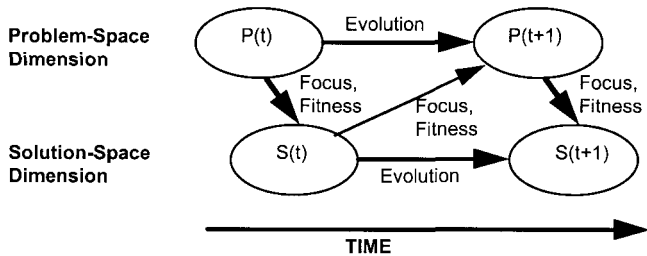 Problem-Space
Dimension
P(t)
Evolution
P(t+1)
Focus,
Fitness
Focus,
Fitness
Focus,
Fitness
Solution-Space
Dimension
S(t)
Evolution
S(t+1)
TIME